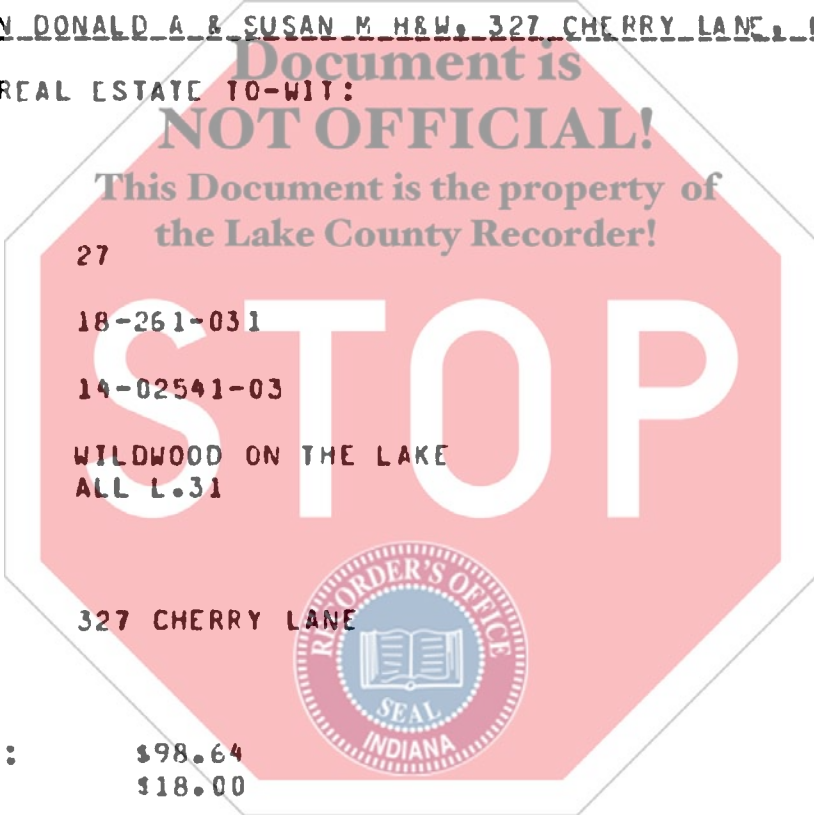 N DONALD A & SUSAN M H&W, 327 CHERRY LANE,
Document is
REAL ESTATE TO-WIT:
NOT OFFICIAL!
This Document is the property of
the Lake County Recorder!
27
18-261-031
STOP
14-02541-03
WILDWOOD ON THE LAKE
ALL L.31
327 CHERRY LANE
RECORDER'S OFFICE
SEAL
INDIANA
: $98.64
$18.00